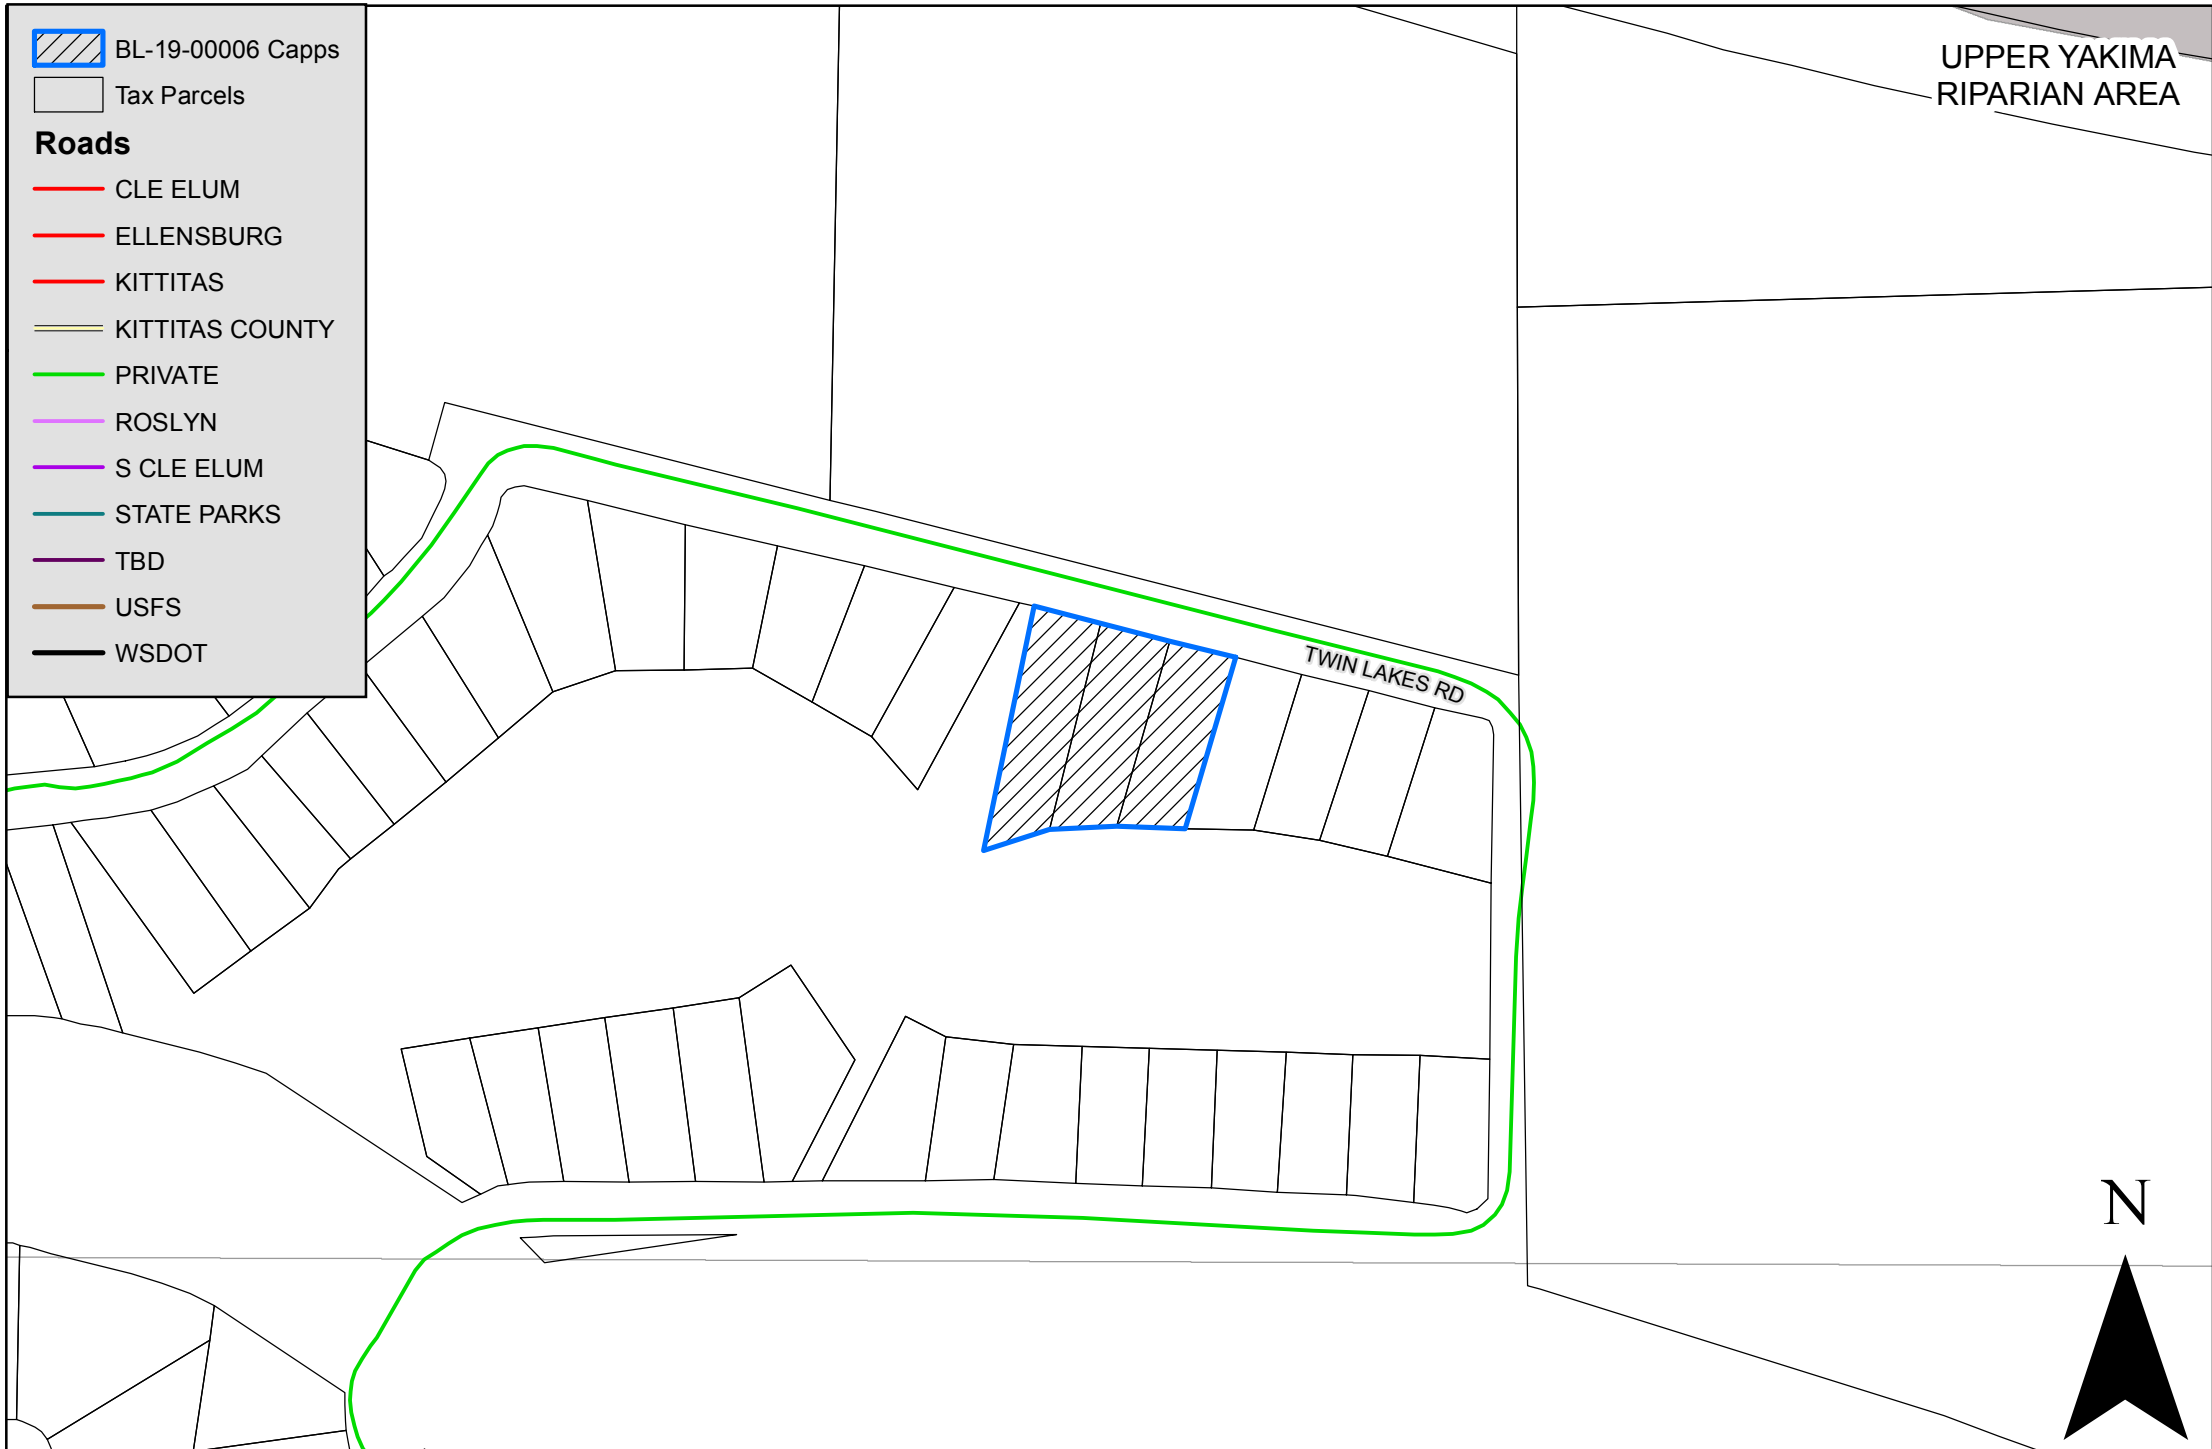 BL-19-00006 Capps
Tax Parcels
Roads
CLE ELUM
ELLENSBURG
KITTITAS
KITTITAS COUNTY
PRIVATE
ROSLYN
S CLE ELUM
STATE PARKS
TBD
USFS
WSDOT
UPPER YAKIMA
RIPARIAN AREA
TWIN LAKES RD
N